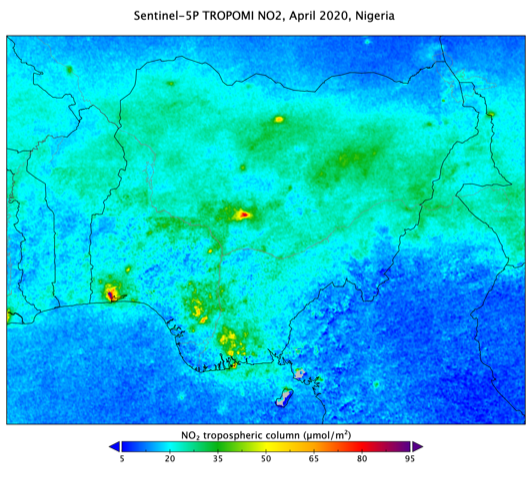 Sentinel-5P TROPOMI NO2, April 2020, Nigeria
NO₂ tropospheric column (μmol/m²)
5 20 35 50 65 80 95